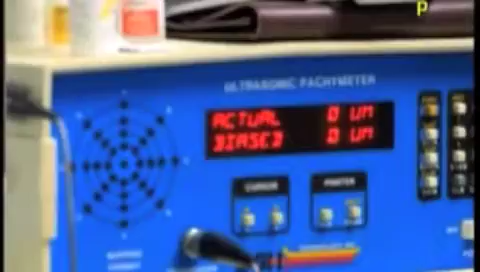 P
ULTRASONIC PACHYMETER
ACTUAL 0 UM
BIASED 0 UM
CURSOR
PRINTER